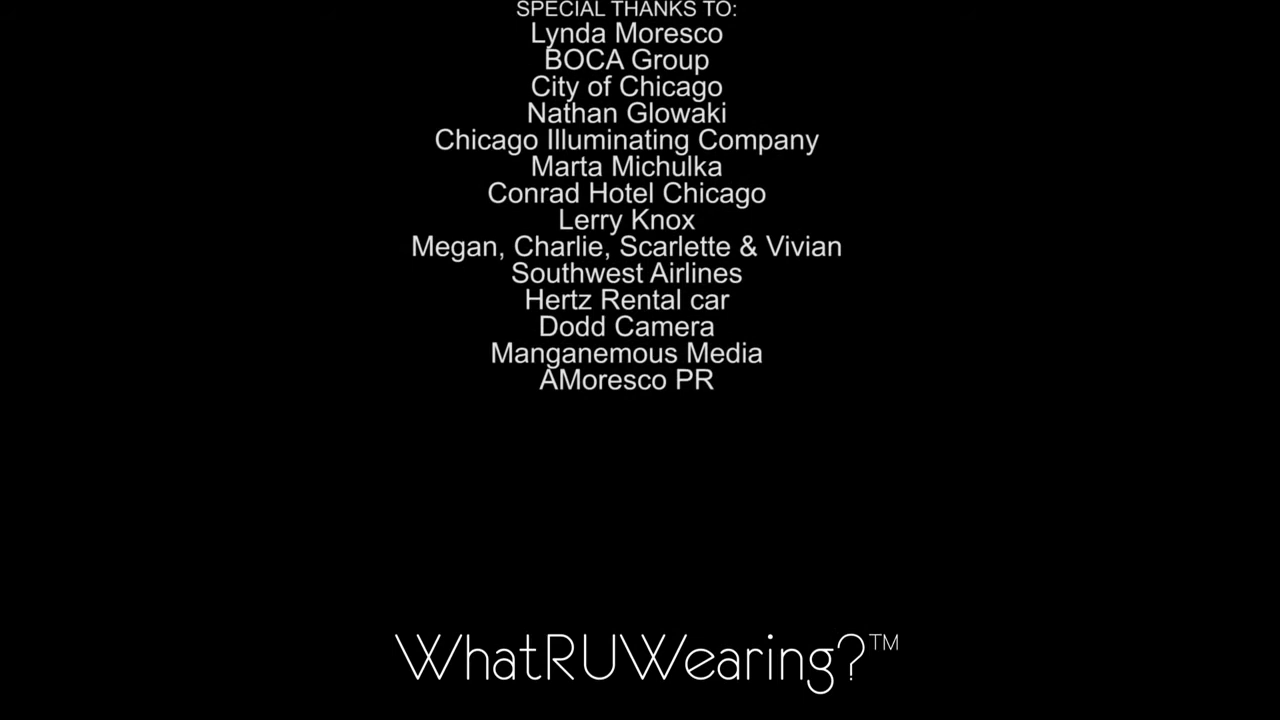 SPECIAL THANKS TO:
Lynda Moresco
BOCA Group
City of Chicago
Nathan Glowaki
Chicago Illuminating Company
Marta Michulka
Conrad Hotel Chicago
Lerry Knox
Megan, Charlie, Scarlette & Vivian
Southwest Airlines
Hertz Rental car
Dodd Camera
Manganemous Media
AMoresco PR
WhatRUWearing?™